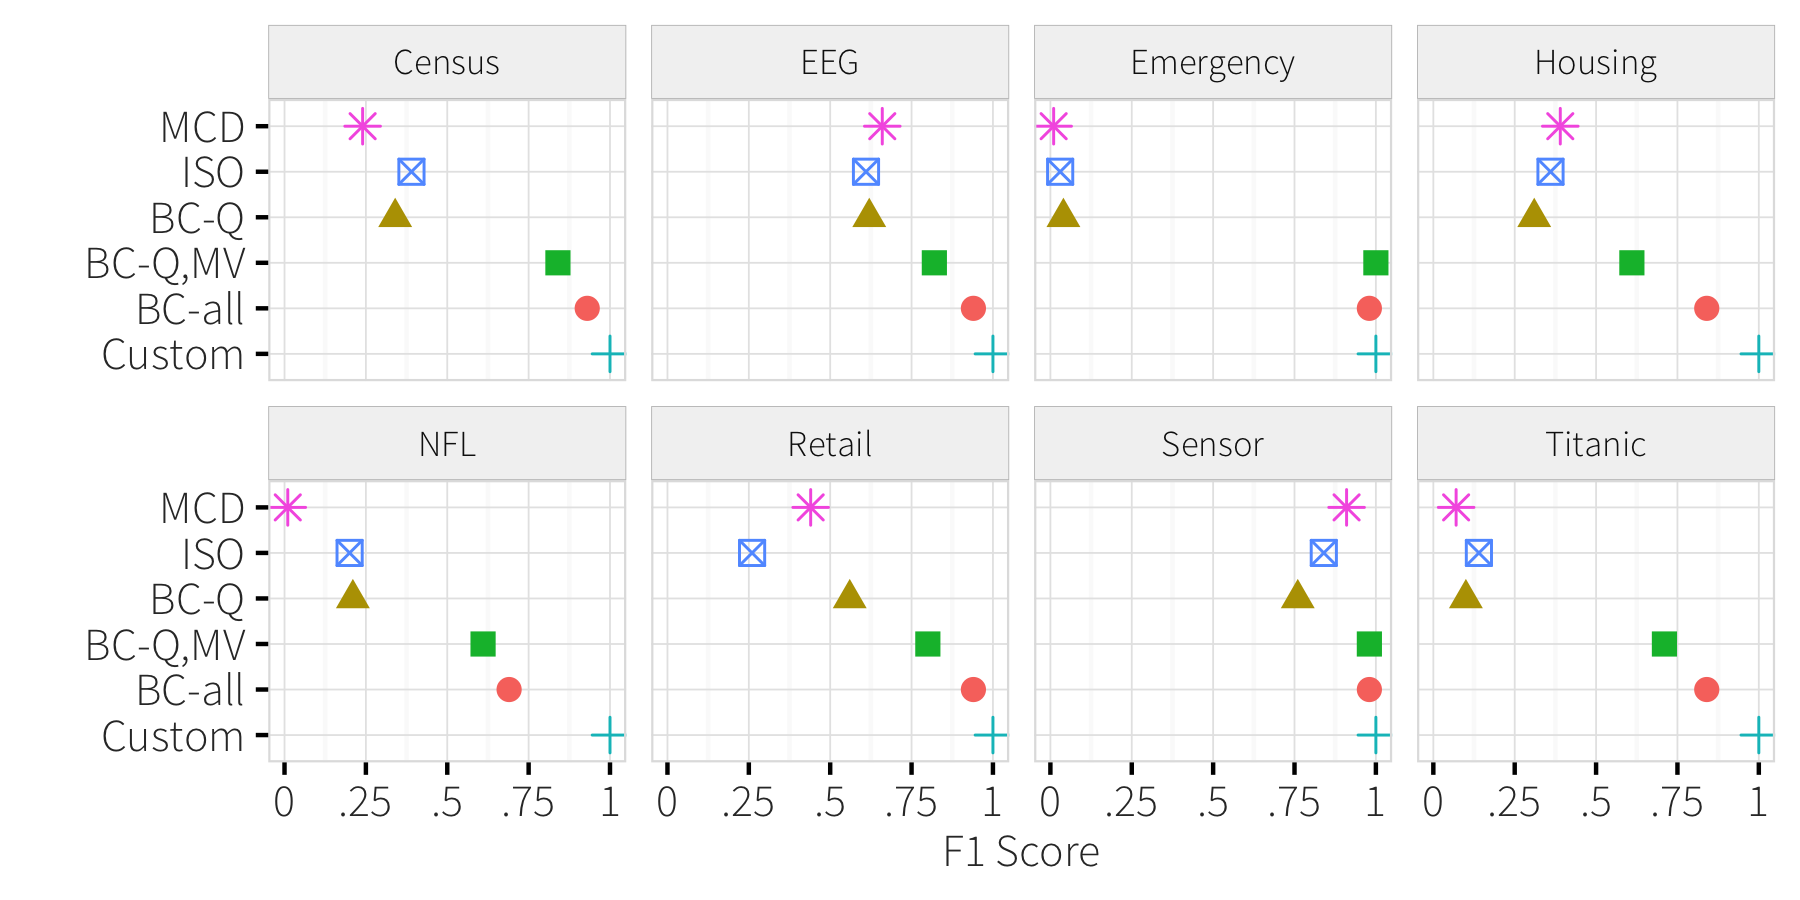 Census EEG Emergency Housing
MCD
ISO
BC-Q
BC-Q,MV
BC-all
Custom
NFL Retail Sensor Titanic
MCD
ISO
BC-Q
BC-Q,MV
BC-all
Custom
0 .25 .5 .75 1 0 .25 .5 .75 1 0 .25 .5 .75 1 0 .25 .5 .75 1
F1 Score